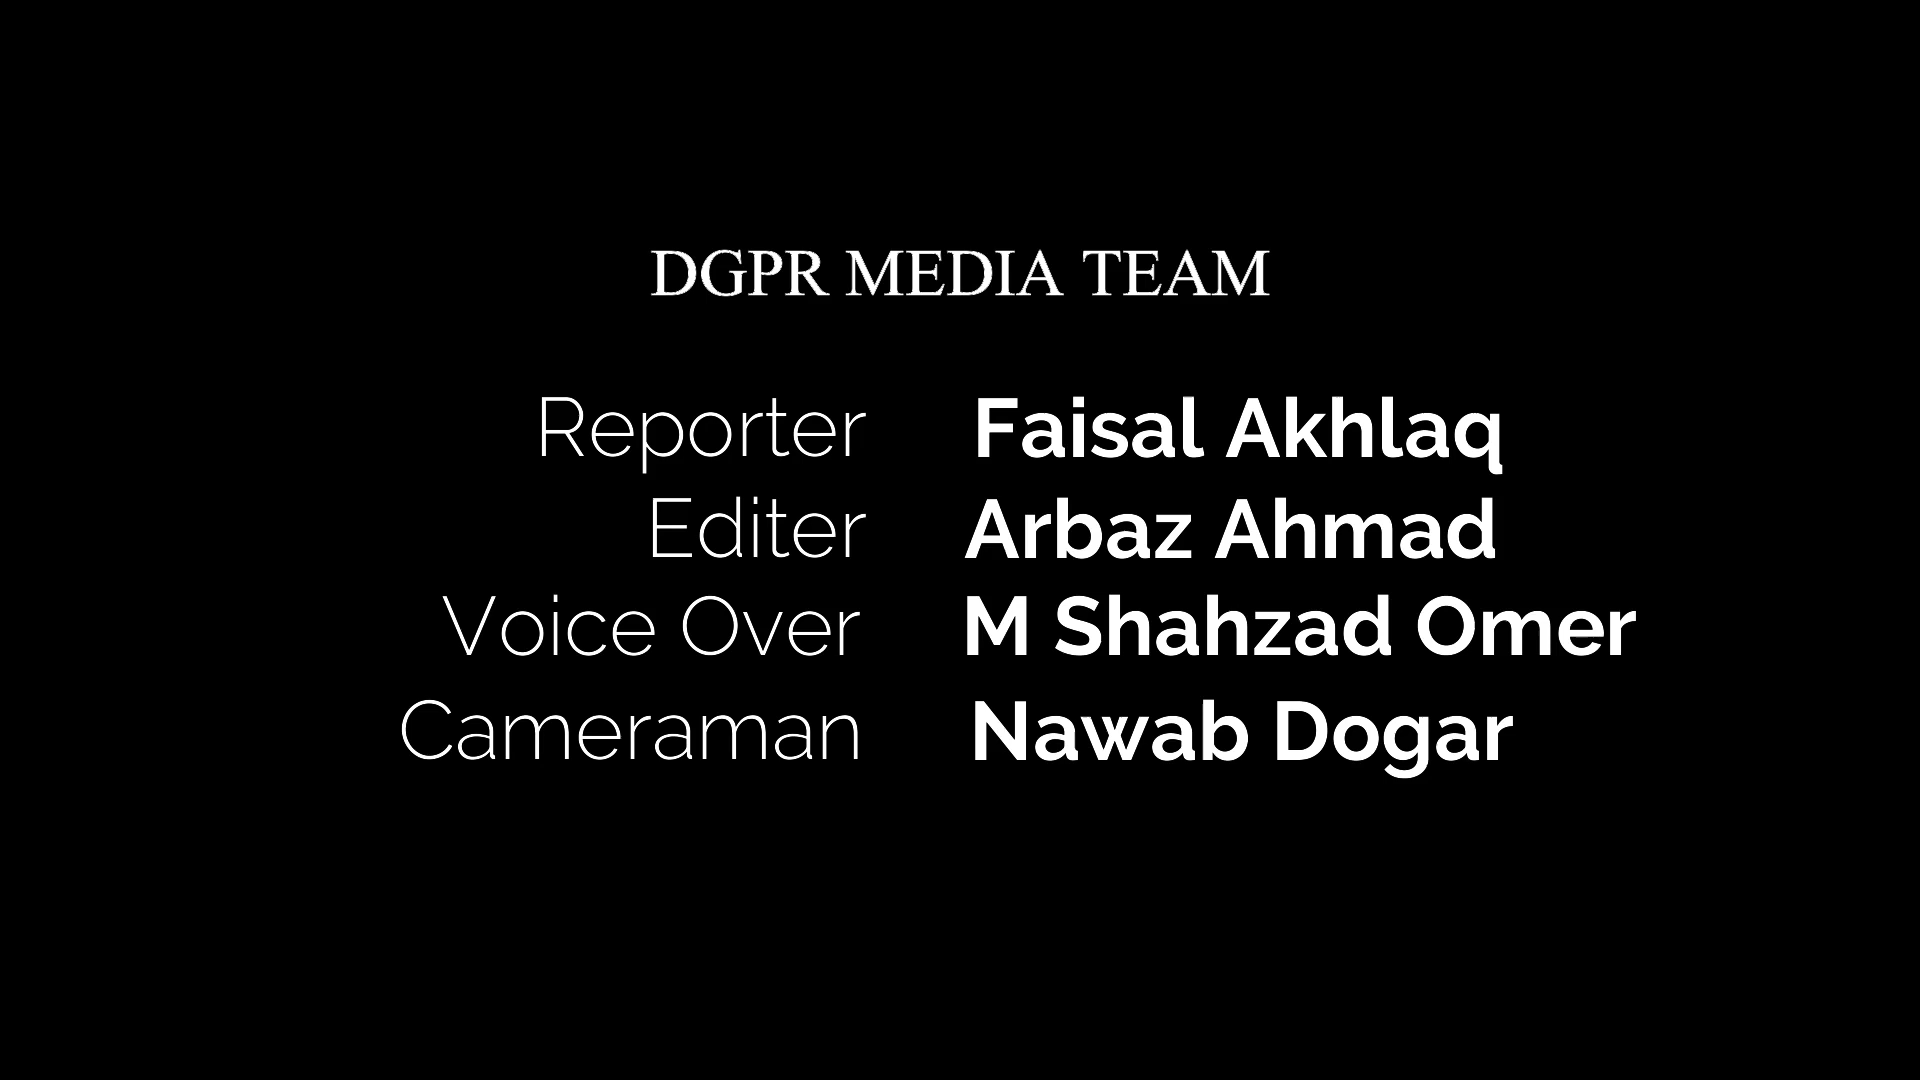 DGPR MEDIA TEAM
Reporter Faisal Akhlaq
Editer Arbaz Ahmad
Voice Over M Shahzad Omer
Cameraman Nawab Dogar